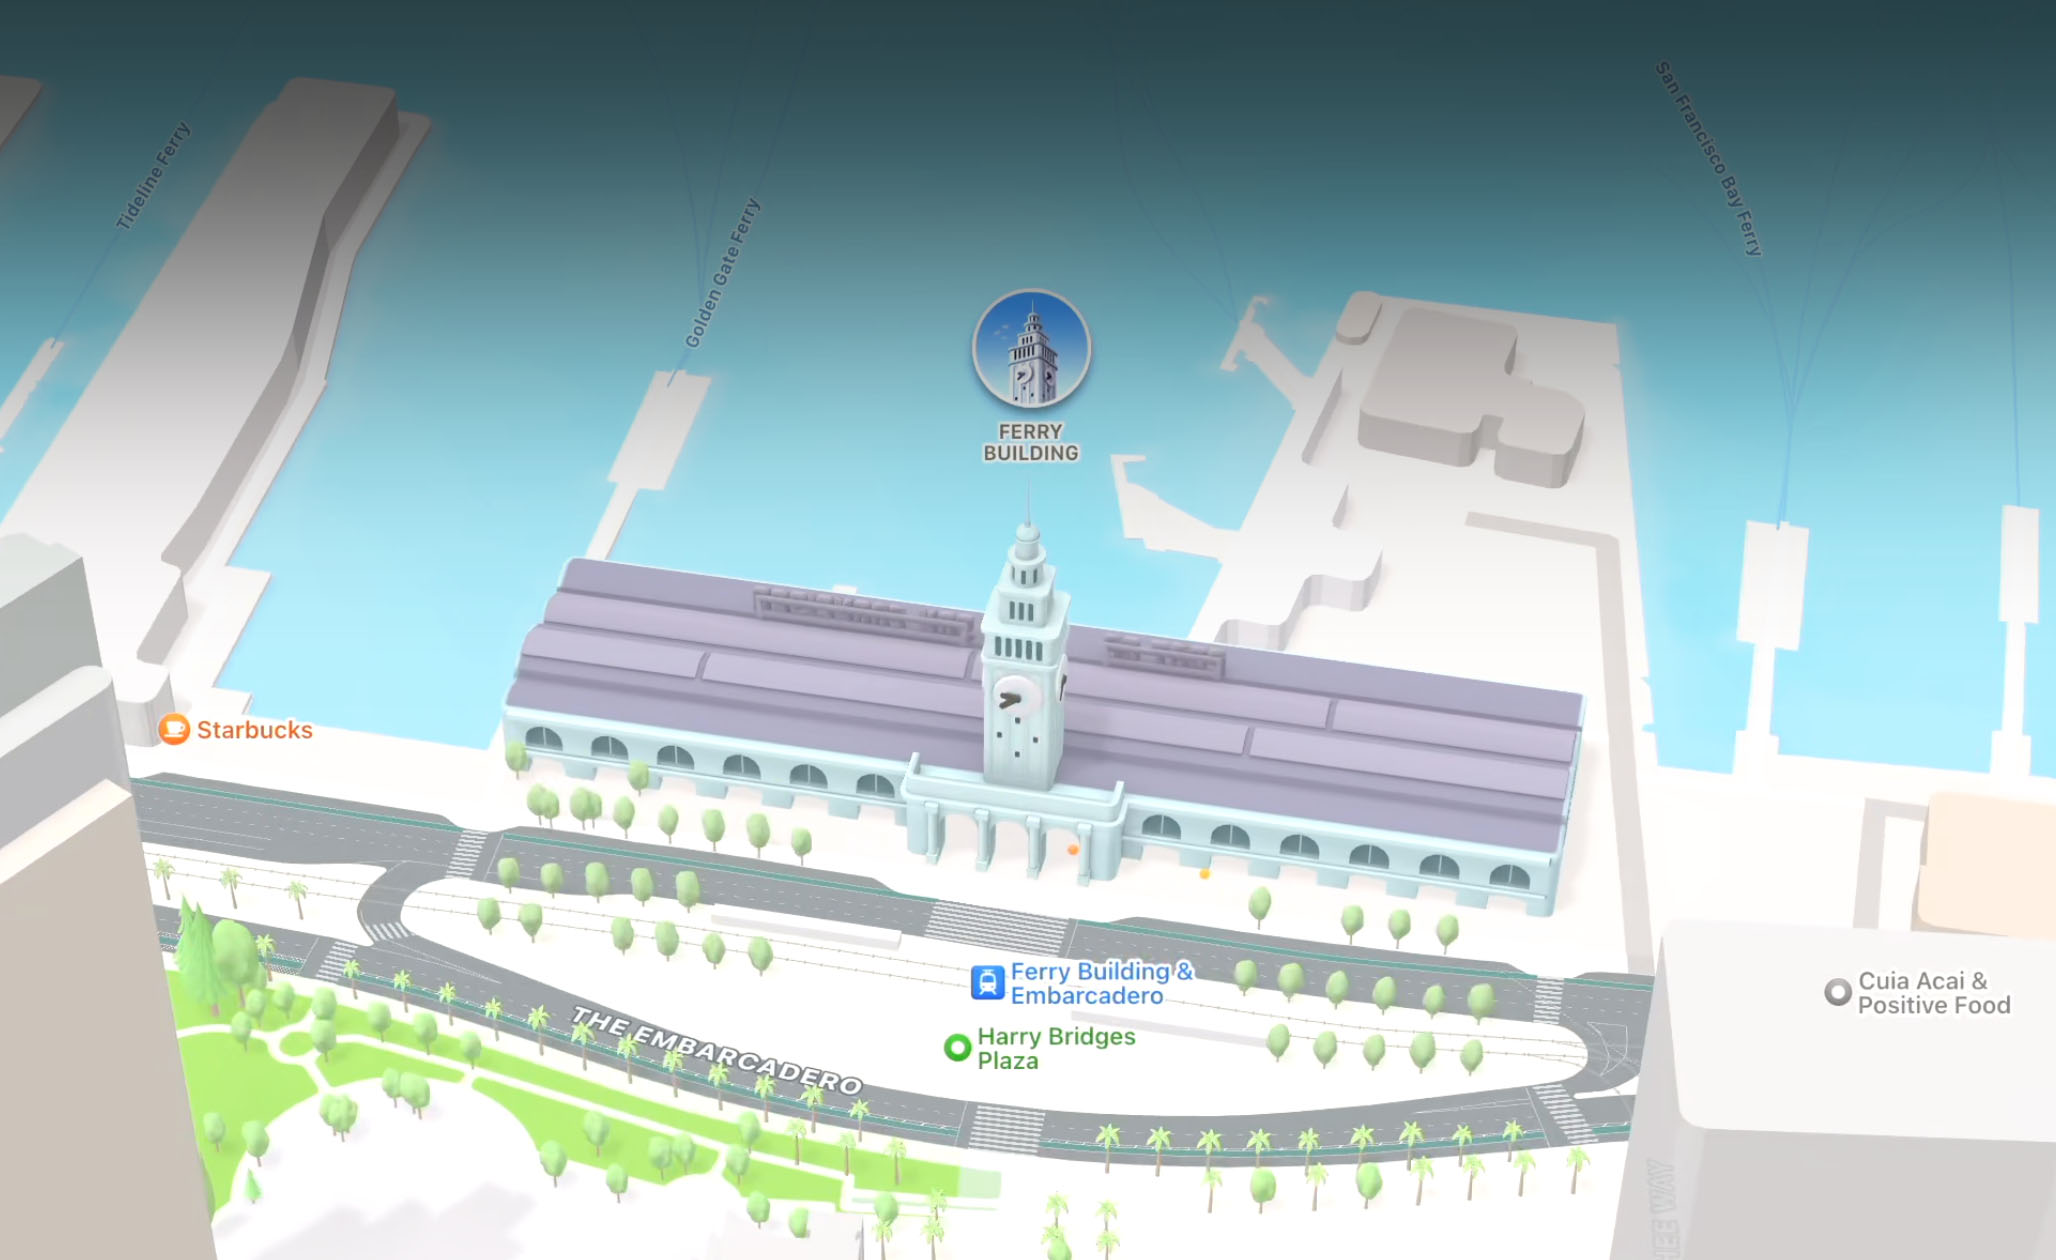 Tideline Ferry
Golden Gate Ferry
San Francisco Bay Ferry
FERRY
BUILDING
Starbucks
Ferry Building &
Embarcadero
Cuia Acai &
Positive Food
Harry Bridges
Plaza
THE EMBARCADERO
WAY